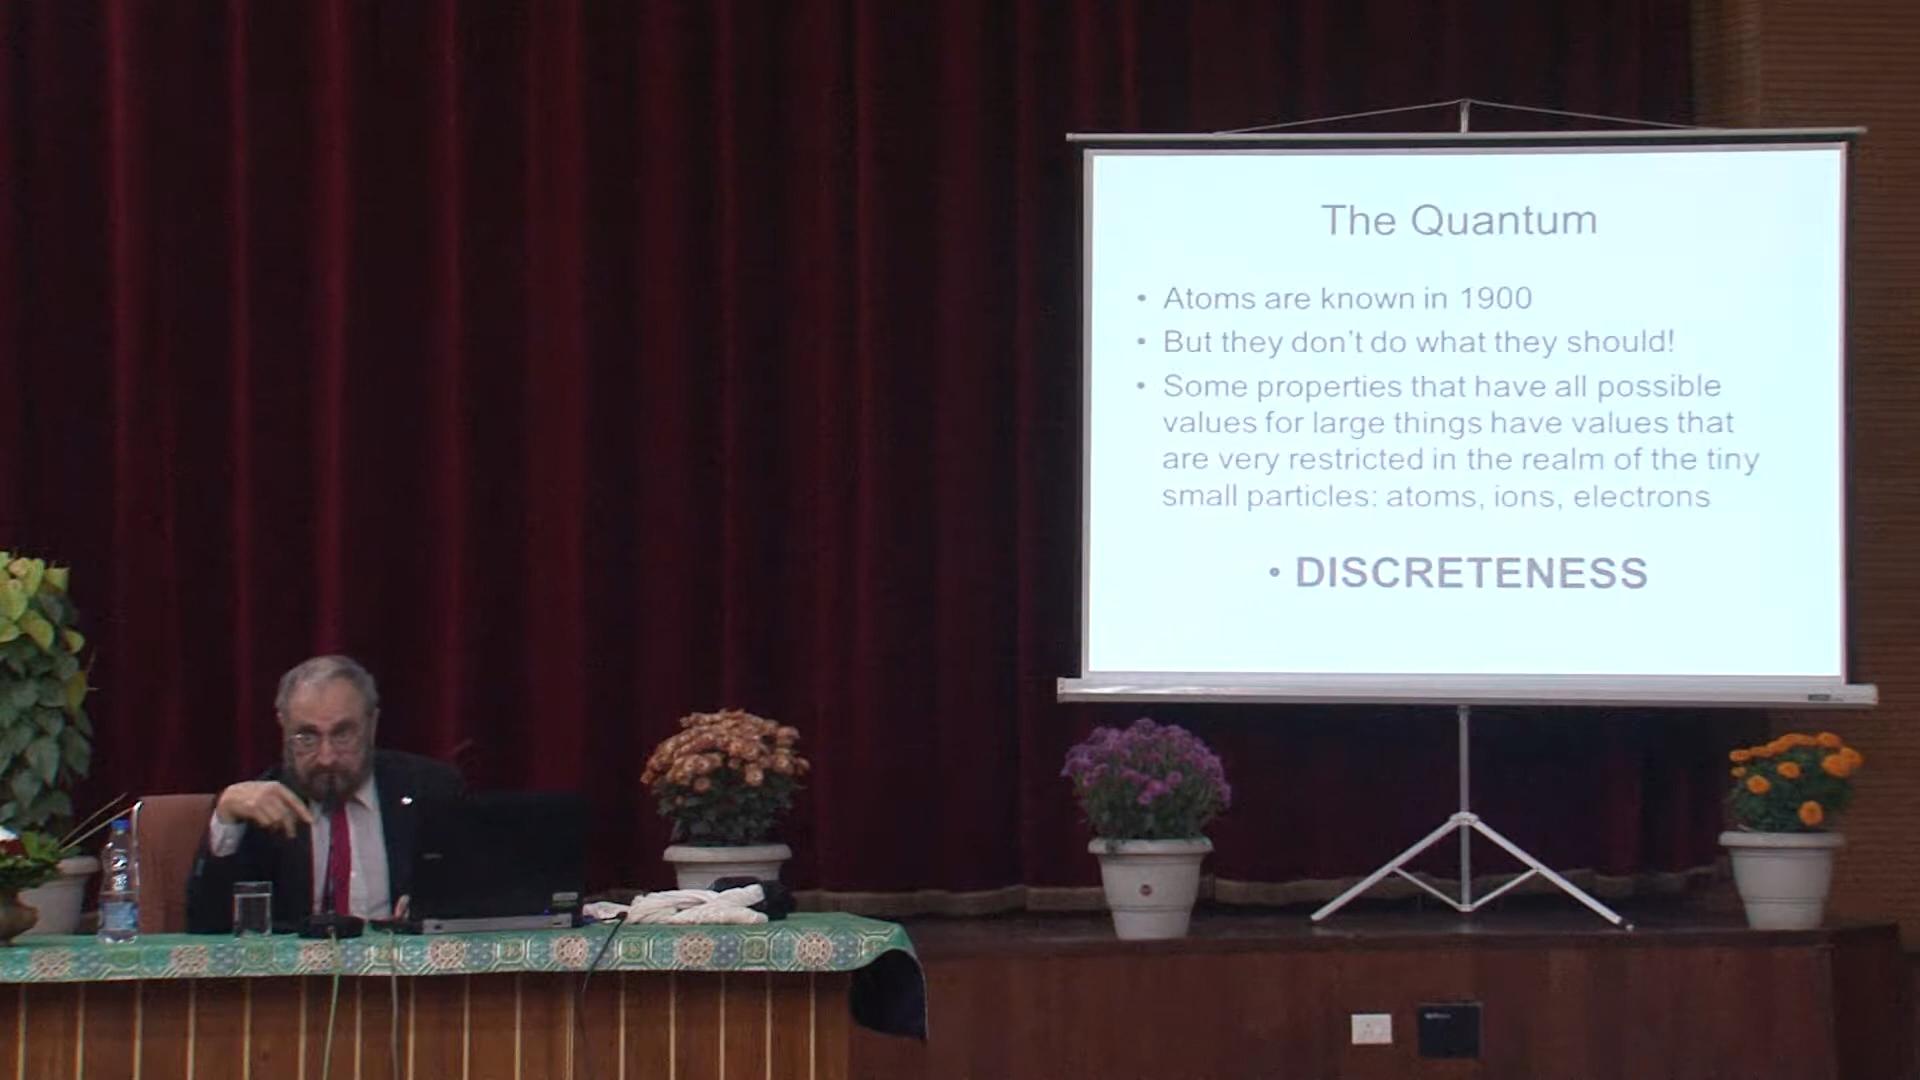 The Quantum
• Atoms are known in 1900
• But they don't do what they should!
• Some properties that have all possible
values for large things have values that
are very restricted in the realm of the tiny
small particles: atoms, ions, electrons
• DISCRETENESS